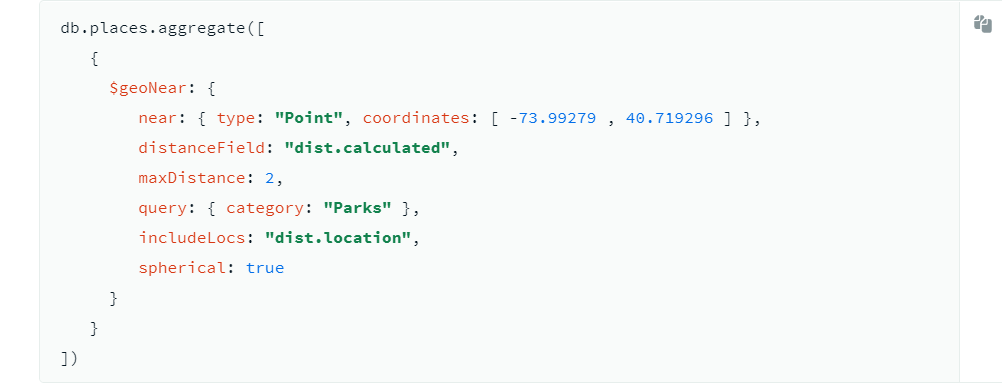 db.places.aggregate([
   {
     $geoNear: {
        near: { type: "Point", coordinates: [ -73.99279 , 40.719296 ] },
        distanceField: "dist.calculated",
        maxDistance: 2,
        query: { category: "Parks" },
        includeLocs: "dist.location",
        spherical: true
     }
   }
])